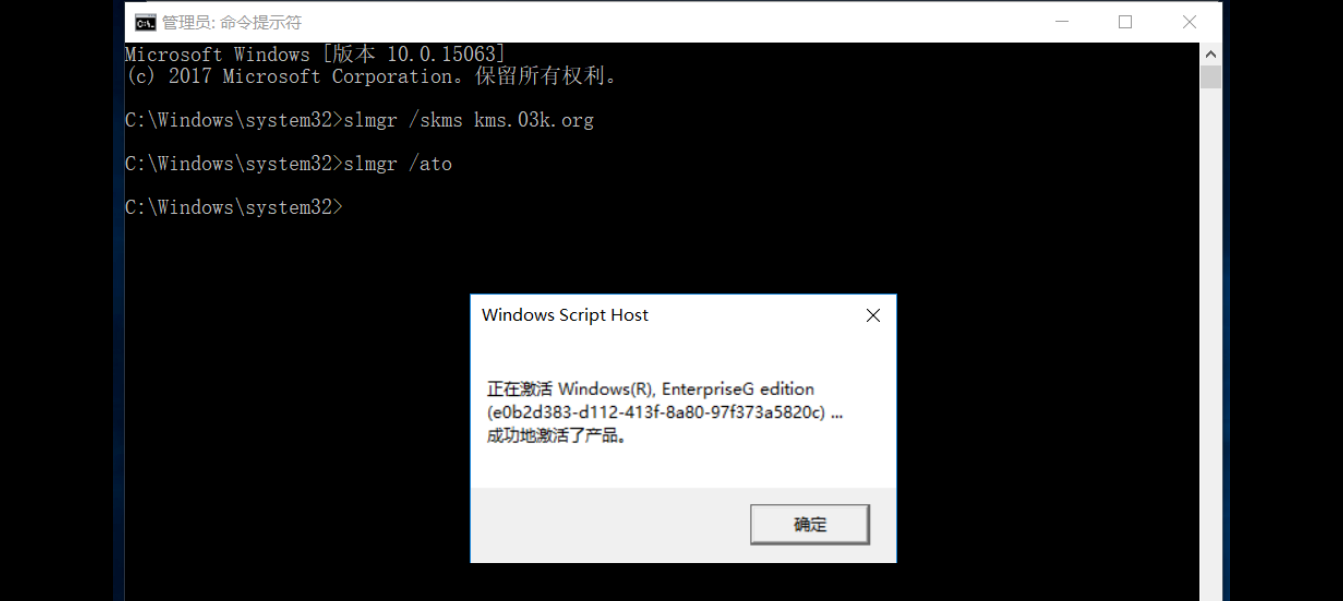 管理员: 命令提示符
Microsoft Windows [版本 10.0.15063]
(c) 2017 Microsoft Corporation。保留所有权利。
C:\Windows\system32>slmgr /skms kms.03k.org
C:\Windows\system32>slmgr /ato
C:\Windows\system32>
Windows Script Host
正在激活 Windows(R), EnterpriseG edition
(e0b2d383-d112-413f-8a80-97f373a5820c) ...
成功地激活了产品。
确定